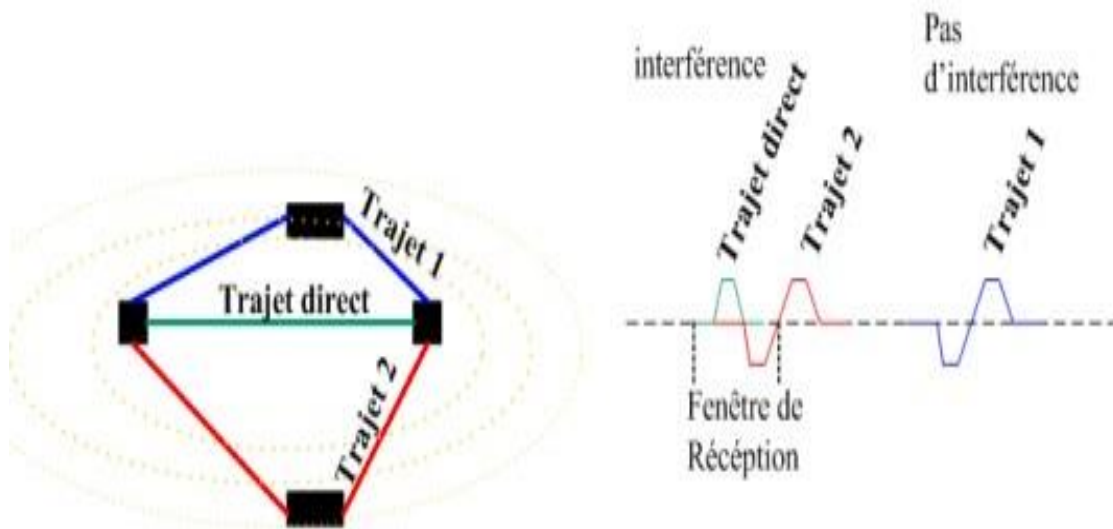 Trajet 1
Trajet direct
Trajet 2
interférence
Pas
d'interférence
Trajet direct
Trajet 2
Trajet 1
Fenêtre de
Récéption